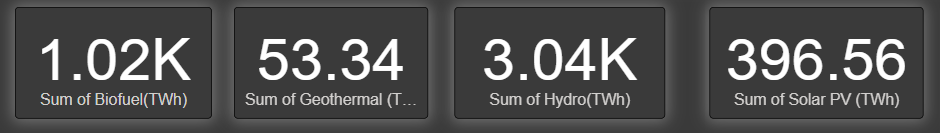 1.02K
Sum of Biofuel(TWh)
53.34
Sum of Geothermal (T...
3.04K
Sum of Hydro(TWh)
396.56
Sum of Solar PV (TWh)